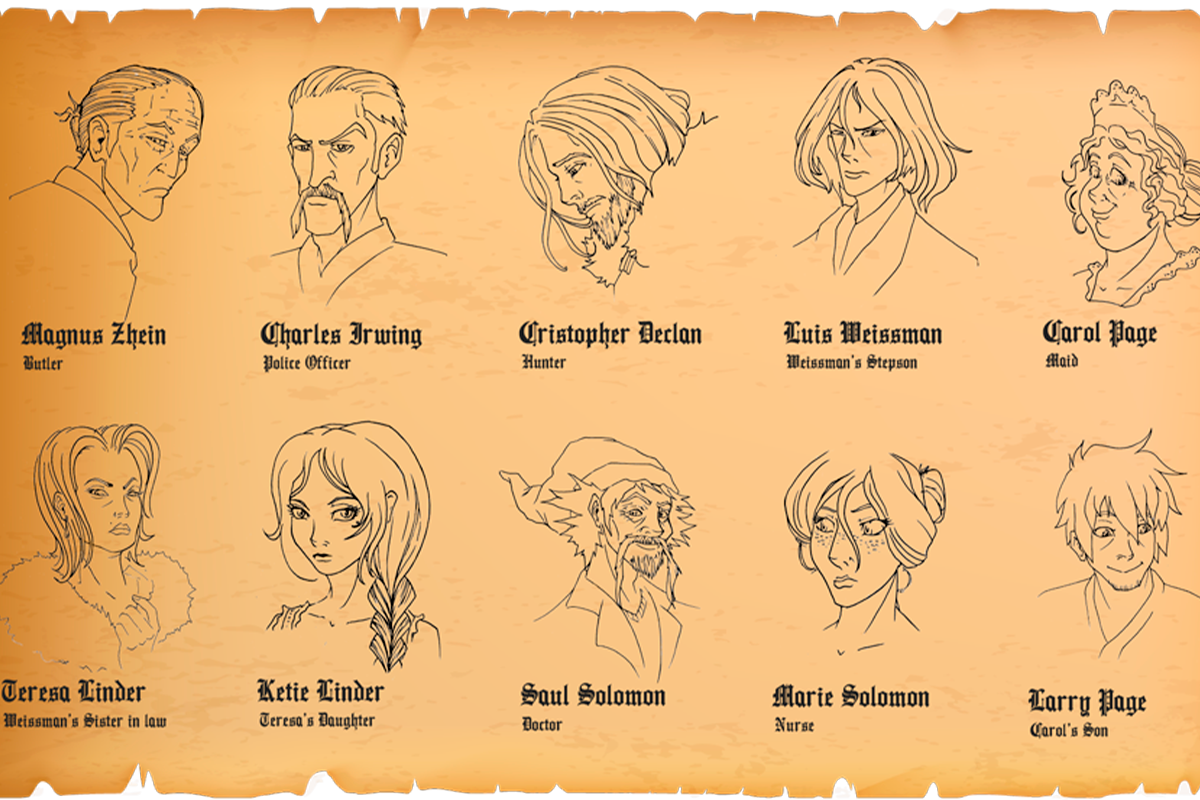 Magnus Zhein
Butler
Charles Irwing
Police Officer
Cristopher Declan
Hunter
Luis Weissman
Weissman's Stepson
Carol Page
Maid
Teresa Linder
Weissman's Sister in law
Ketie Linder
Teresa's Daughter
Saul Solomon
Doctor
Marie Solomon
Nurse
Larry Page
Carol's Son